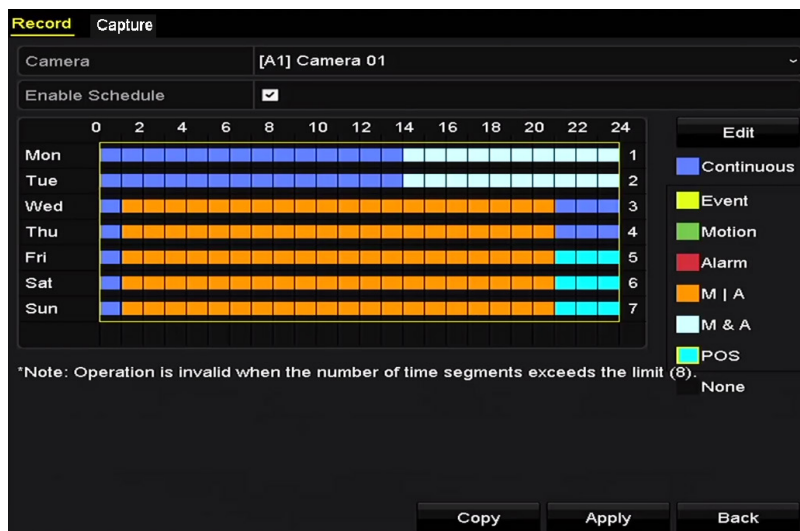 Record Capture
Camera [A1] Camera 01
Enable Schedule
0 2 4 6 8 10 12 14 16 18 20 22 24
Edit
Mon 1
Continuous
Tue 2
Wed 3
Event
Thu 4
Motion
Fri 5
Alarm
Sat 6
M | A
Sun 7
M & A
POS
*Note: Operation is invalid when the number of time segments exceeds the limit (8).
None
Copy Apply Back